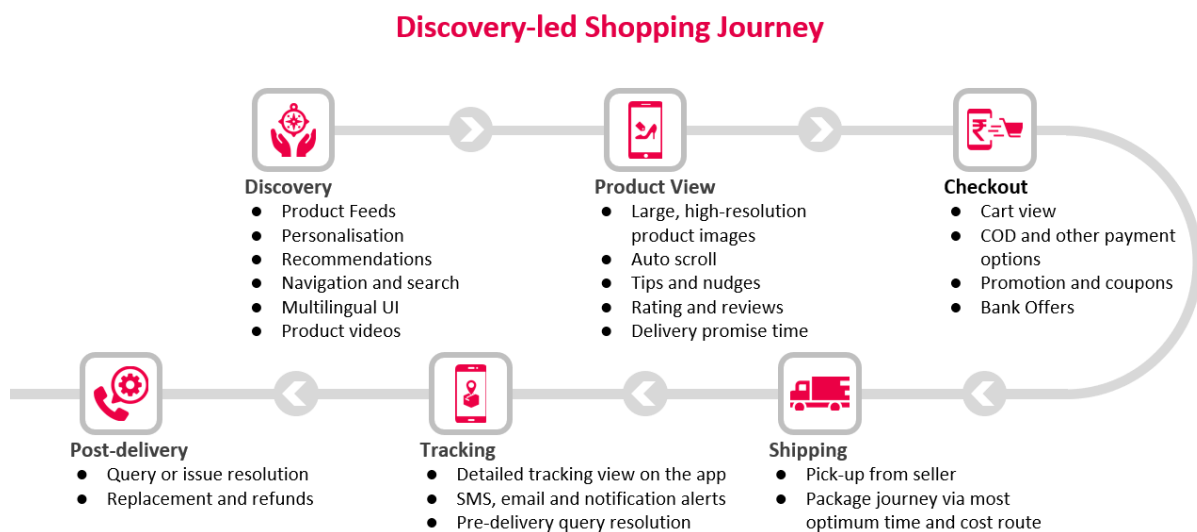 Discovery-led Shopping Journey
Discovery
● Product Feeds
● Personalisation
● Recommendations
● Navigation and search
● Multilingual UI
● Product videos
Product View
● Large, high-resolution
product images
● Auto scroll
● Tips and nudges
● Rating and reviews
● Delivery promise time
₹
Checkout
● Cart view
● COD and other payment
options
● Promotion and coupons
● Bank Offers
Shipping
● Pick-up from seller
● Package journey via most
optimum time and cost route
Tracking
● Detailed tracking view on the app
● SMS, email and notification alerts
● Pre-delivery query resolution
Post-delivery
● Query or issue resolution
● Replacement and refunds